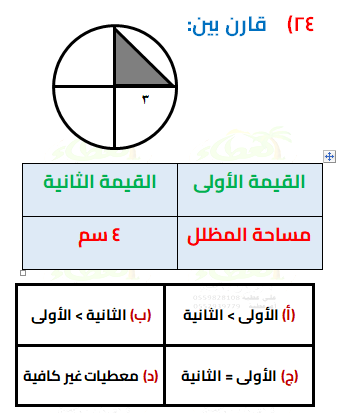 ٢٤) قارن بين:
٣
القيمة الأولى القيمة الثانية
مساحة المظلل ٤ سم
(أ) الأولى > الثانية (ب) الثانية > الأولى
(ج) الأولى = الثانية (د) معطيات غير كافية